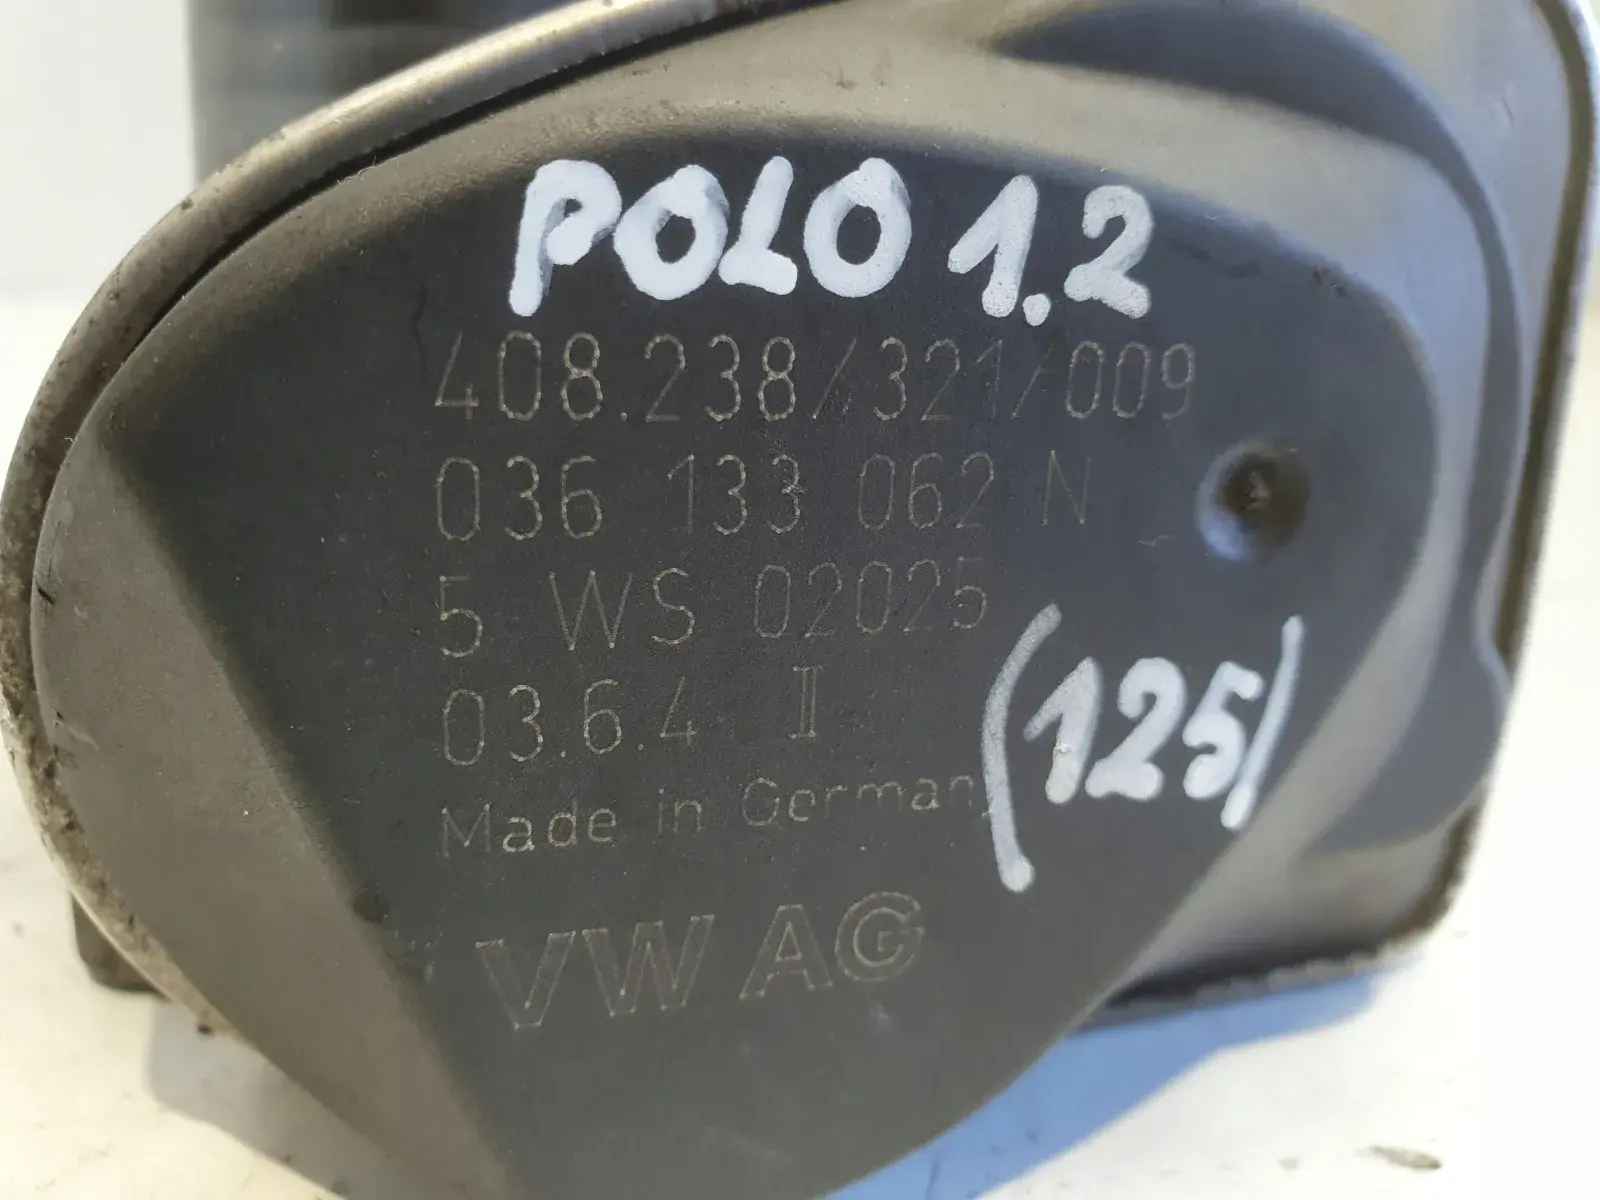 POLO 1.2
408.238/321/009
036 133 062 N
5 WS 02025
03.6.4 II
Made in Germany
(125)
VW AG